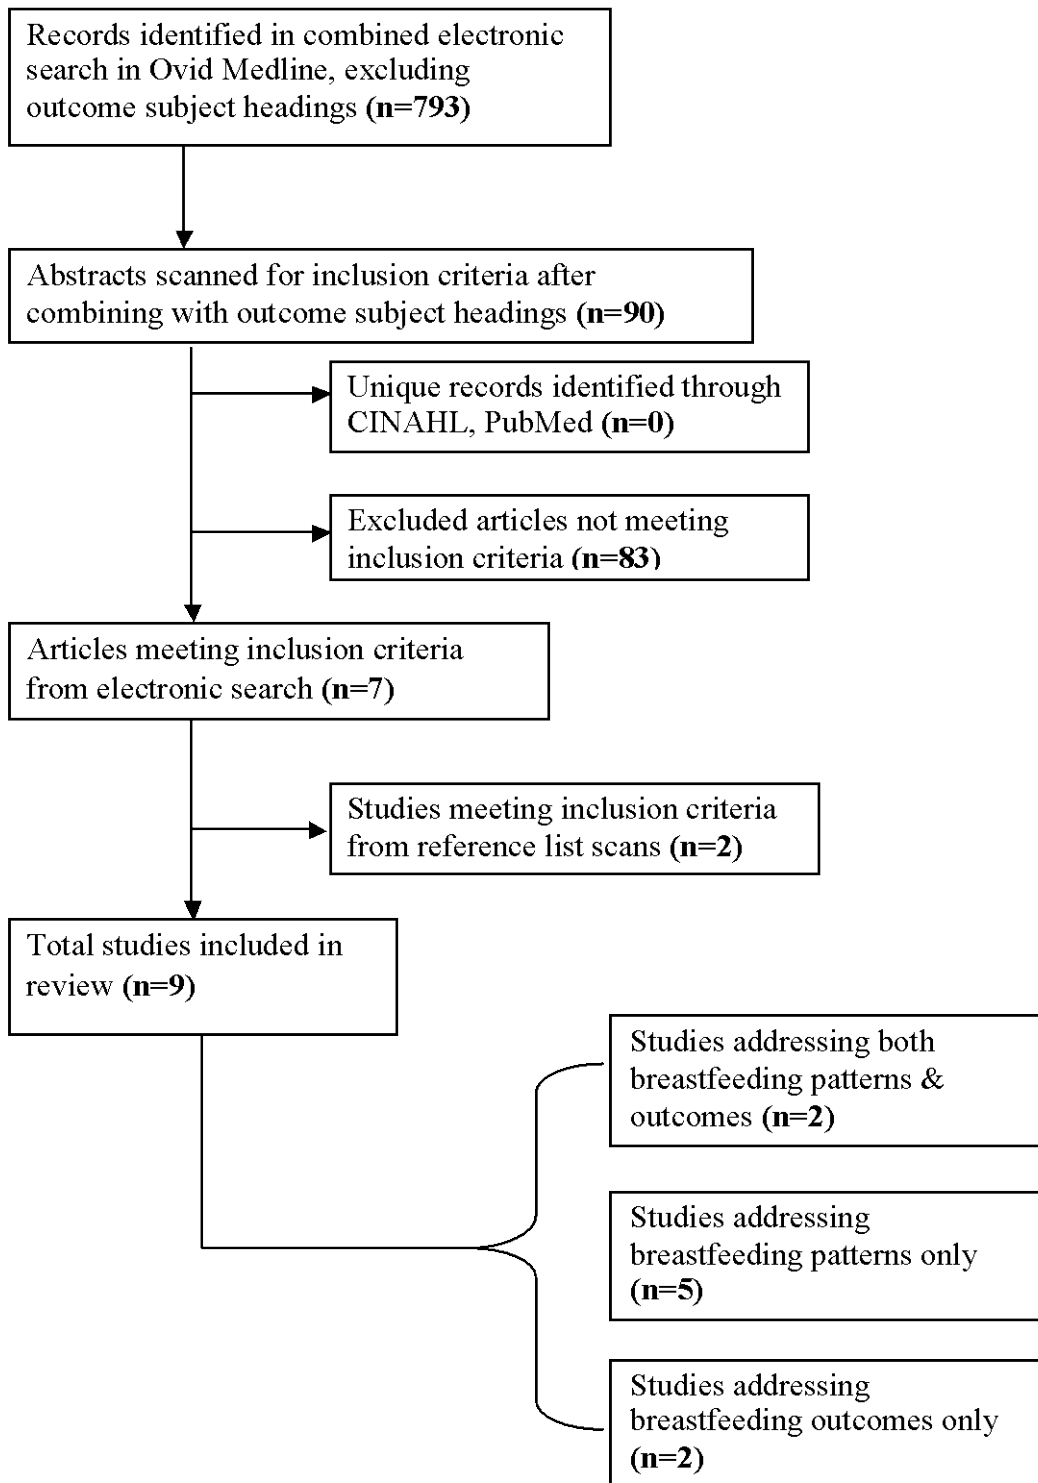 Records identified in combined electronic
search in Ovid Medline, excluding
outcome subject headings (n=793)
Abstracts scanned for inclusion criteria after
combining with outcome subject headings (n=90)
Unique records identified through
CINAHL, PubMed (n=0)
Excluded articles not meeting
inclusion criteria (n=83)
Articles meeting inclusion criteria
from electronic search (n=7)
Studies meeting inclusion criteria
from reference list scans (n=2)
Total studies included in
review (n=9)
Studies addressing both
breastfeeding patterns &
outcomes (n=2)
Studies addressing
breastfeeding patterns only
(n=5)
Studies addressing
breastfeeding outcomes only
(n=2)